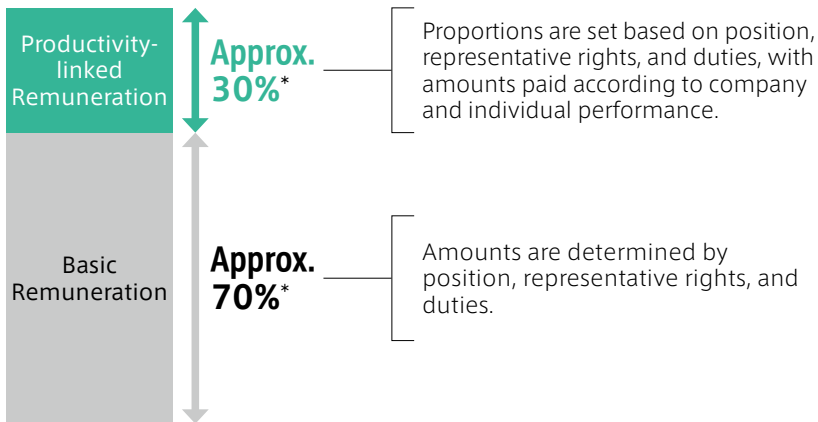 Productivity-
linked
Remuneration
Approx.
30%*
Proportions are set based on position,
representative rights, and duties, with
amounts paid according to company
and individual performance.
Basic
Remuneration
Approx.
70%*
Amounts are determined by
position, representative rights, and
duties.